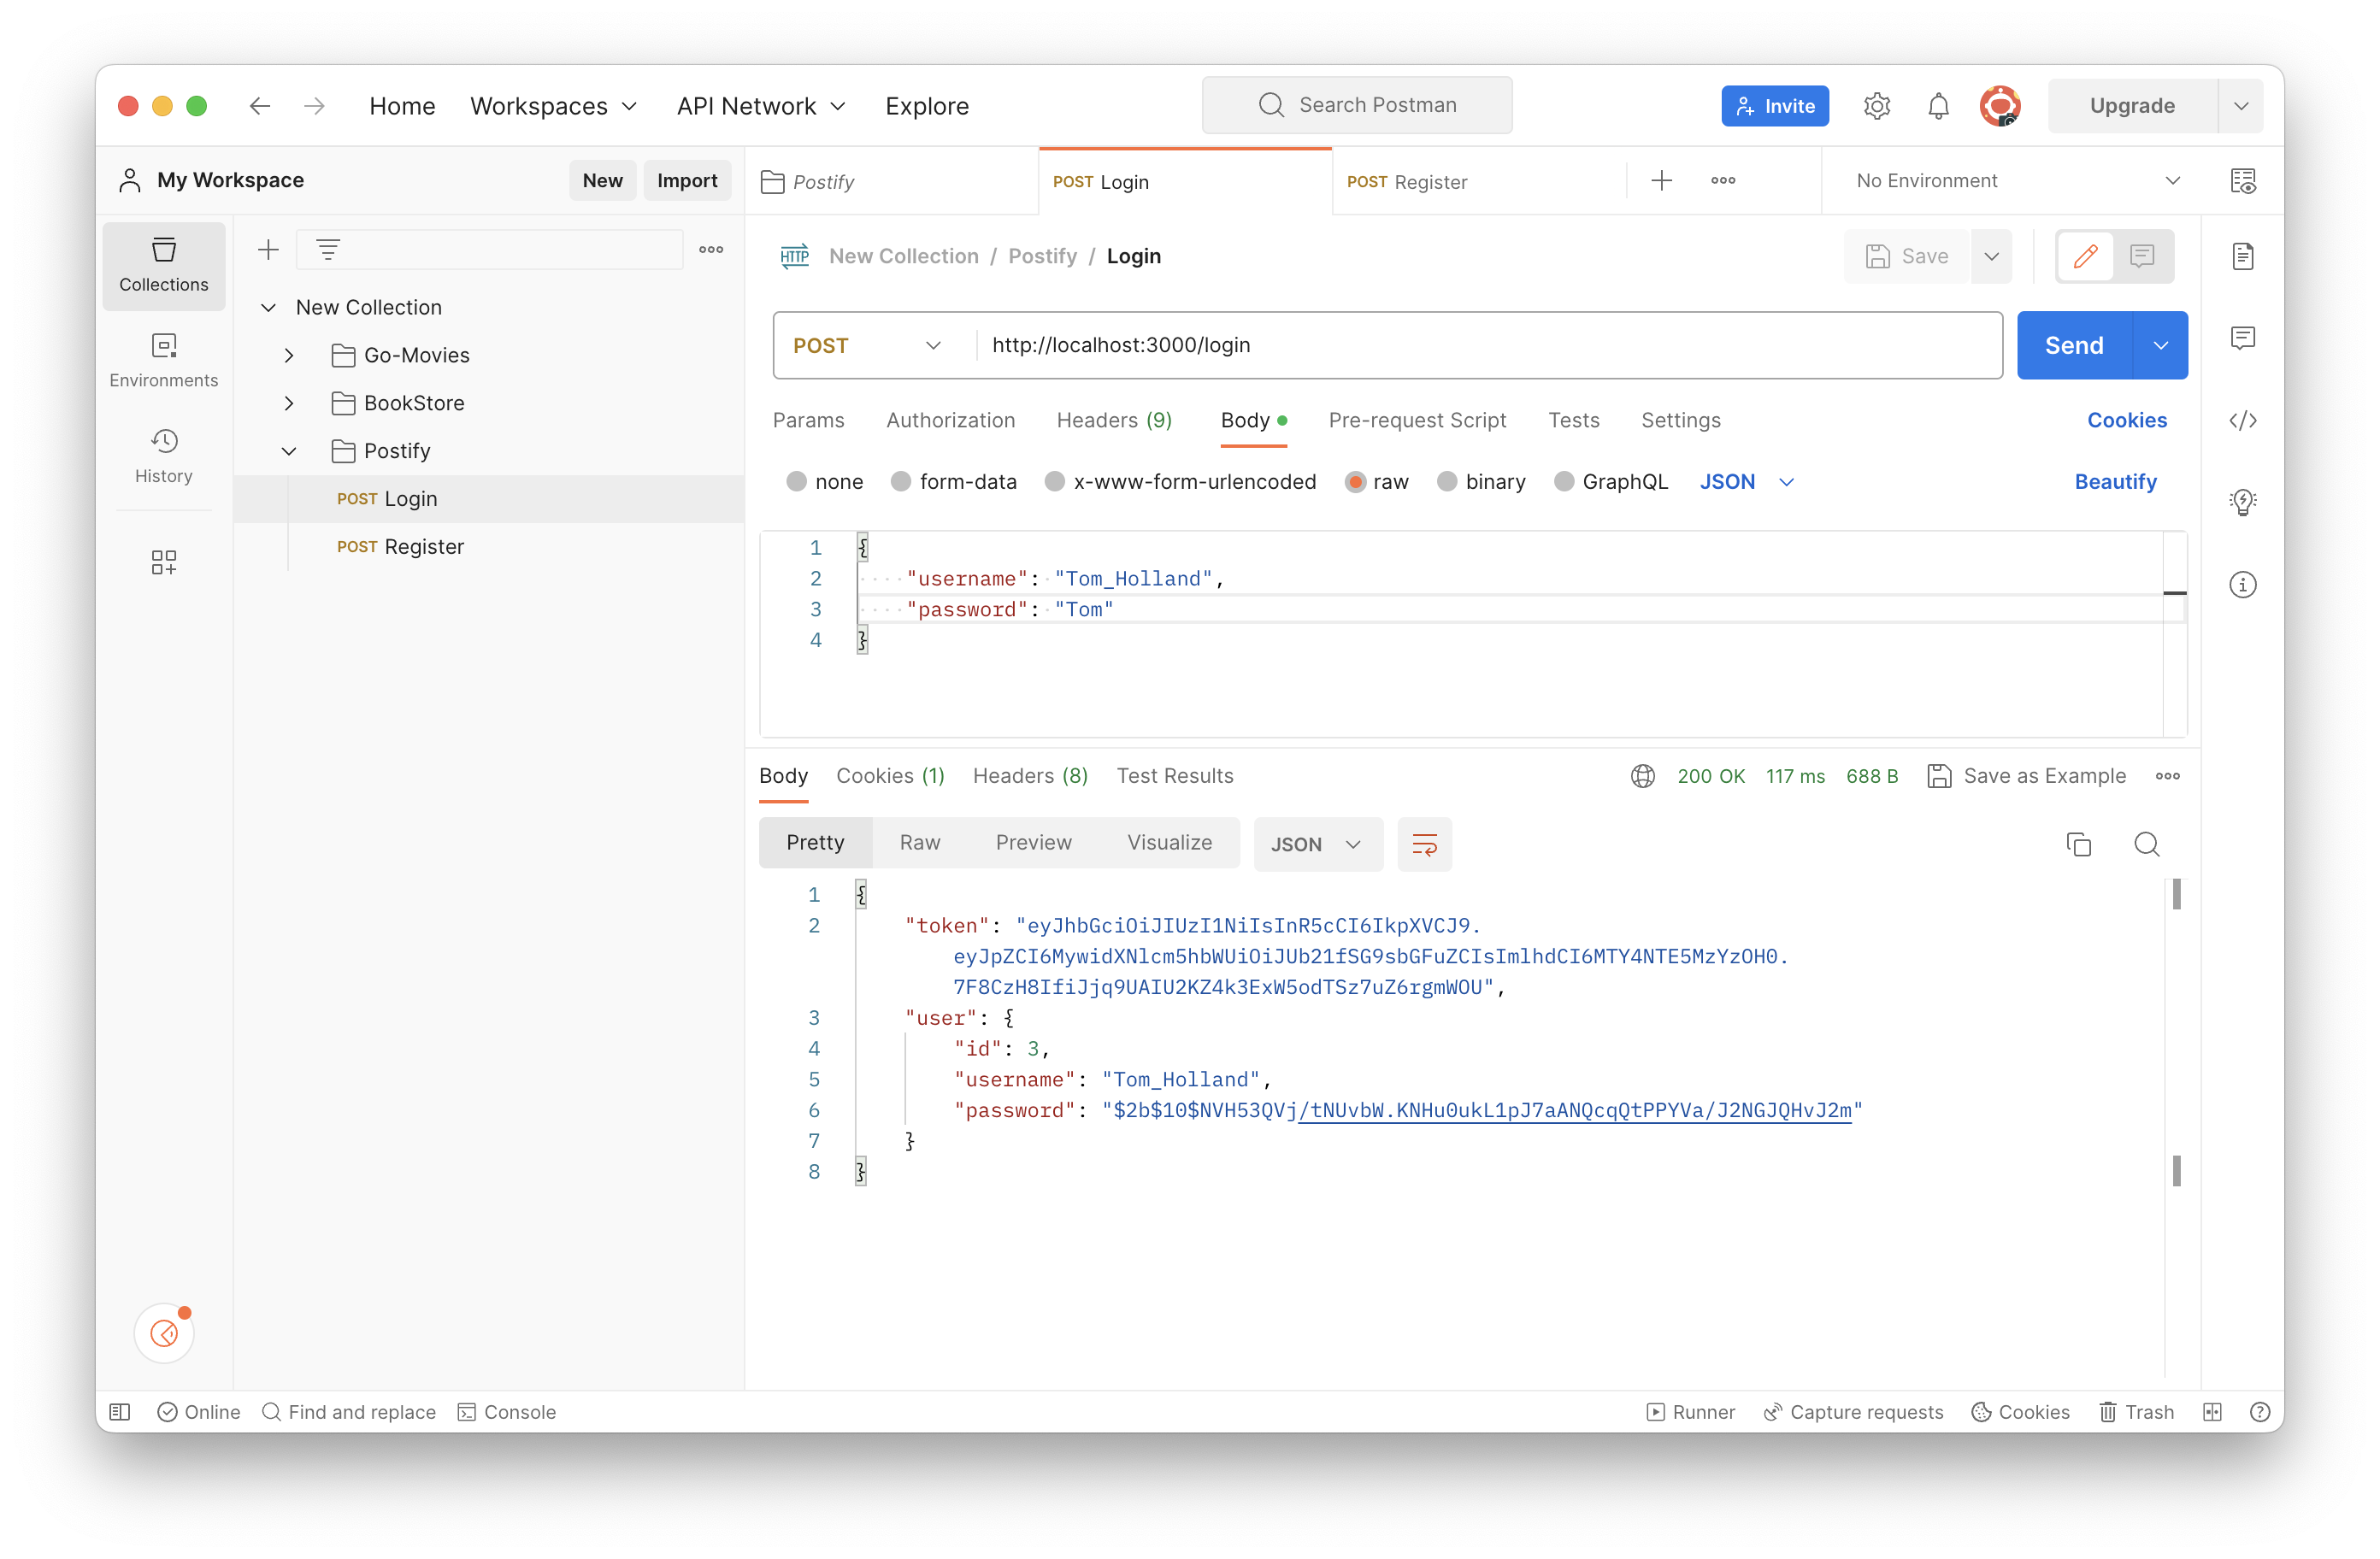 Home Workspaces API Network Explore Search Postman Invite Upgrade
My Workspace New Import Postify POST Login POST Register No Environment
Collections
Environments
History
New Collection
Go-Movies
BookStore
Postify
POST Login
POST Register
HTTP New Collection / Postify / Login Save
POST http://localhost:3000/login Send
Params Authorization Headers (9) Body Pre-request Script Tests Settings Cookies
none form-data x-www-form-urlencoded raw binary GraphQL JSON Beautify
1 {
2 "username": "Tom_Holland",
3 "password": "Tom"
4 }
Body Cookies (1) Headers (8) Test Results 200 OK 117 ms 688 B Save as Example
Pretty Raw Preview Visualize JSON
1 {
2 "token": "eyJhbGciOiJIUzI1NiIsInR5cCI6IkpXVCJ9.
eyJpZCI6MywidXNlcm5hbWUiOiJUb21fSG9sbGFuZCIsImlhdCI6MTY4NTE5MzYzOH0.
7F8CzH8IfiJjq9UAIU2KZ4k3ExW5odTSz7uZ6rgmWOU",
3 "user": {
4 "id": 3,
5 "username": "Tom_Holland",
6 "password": "$2b$10$NVH53QVj/tNUvbW.KNHu0ukL1pJ7aANQcqQtPPYVa/J2NGJQHvJ2m"
7 }
8 }
Online Find and replace Console Runner Capture requests Cookies Trash